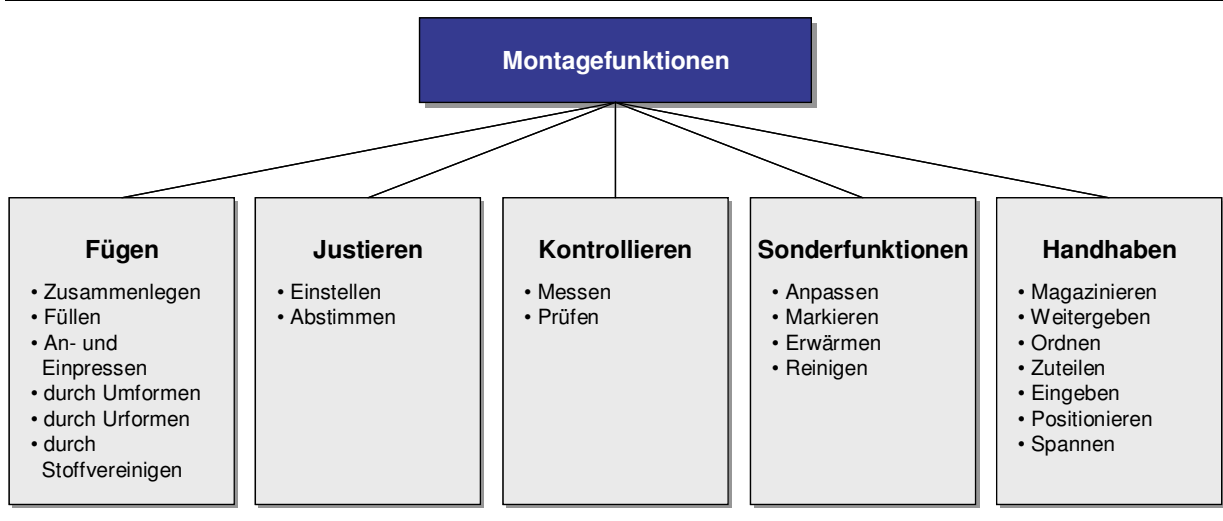 Montagefunktionen
Fügen
• Zusammenlegen
• Füllen
• An- und
Einpressen
• durch Umformen
• durch Urformen
• durch
Stoffvereinigen
Justieren
• Einstellen
• Abstimmen
Kontrollieren
• Messen
• Prüfen
Sonderfunktionen
• Anpassen
• Markieren
• Erwärmen
• Reinigen
Handhaben
• Magazinieren
• Weitergeben
• Ordnen
• Zuteilen
• Eingeben
• Positionieren
• Spannen